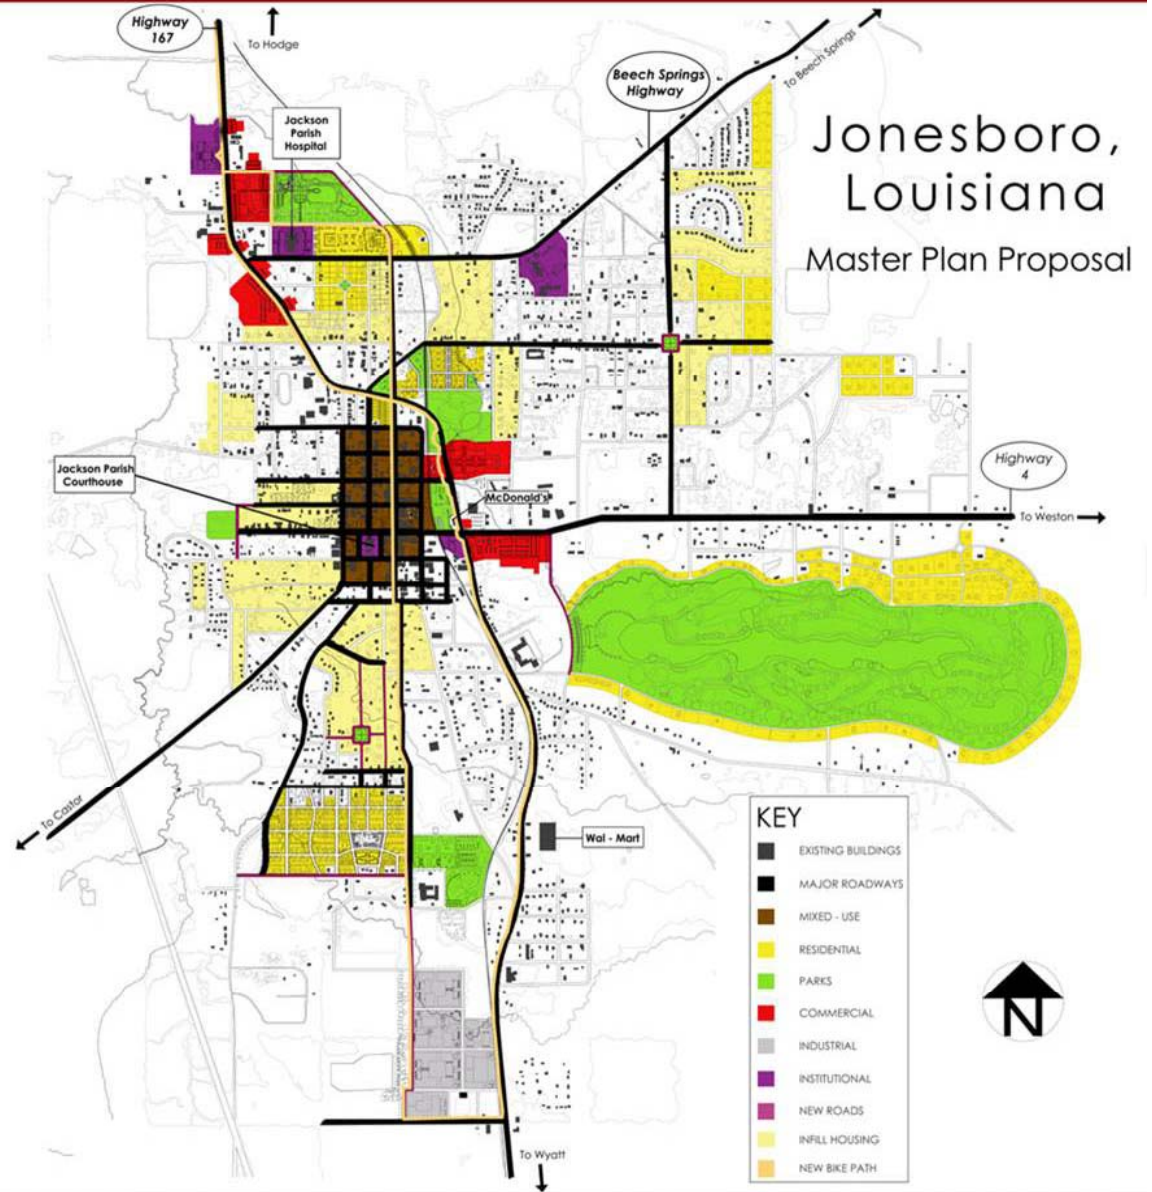 Highway
167
To Hodge
Beech Springs
Highway
To Beech Springs
Jackson
Parish
Hospital
Jonesboro,
Louisiana
Master Plan Proposal
Jackson Parish
Courthouse
McDonald's
Highway
4
To Weston
To Castor
Wal - Mart
KEY
EXISTING BUILDINGS
MAJOR ROADWAYS
MIXED - USE
RESIDENTIAL
PARKS
COMMERCIAL
INDUSTRIAL
INSTITUTIONAL
NEW ROADS
INFILL HOUSING
NEW BIKE PATH
N
To Wyatt